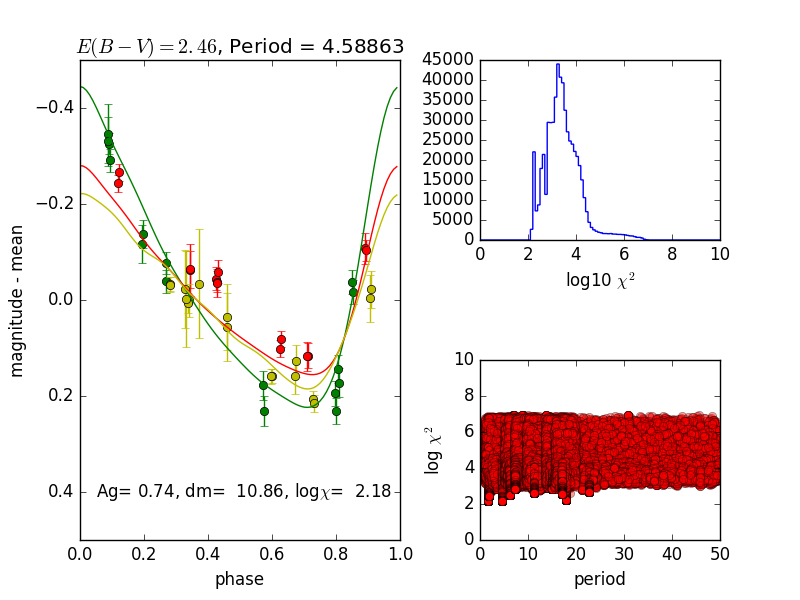 E(B − V) = 2.46, Period = 4.58863
magnitude - mean
−0.4
−0.2
0.0
0.2
0.4
Ag= 0.74, dm= 10.86, logχ= 2.18
0.0 0.2 0.4 0.6 0.8 1.0
phase
45000
40000
35000
30000
25000
20000
15000
10000
5000
0
0 2 4 6 8 10
log10 χ²
log χ²
10
8
6
4
2
0
0 10 20 30 40 50
period